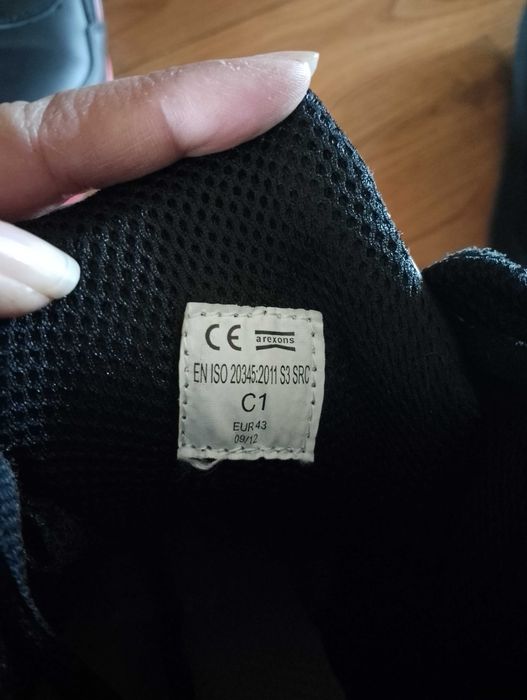 CE arexons
EN ISO 20345:2011 S3 SRC
C1
EUR 43
09/12